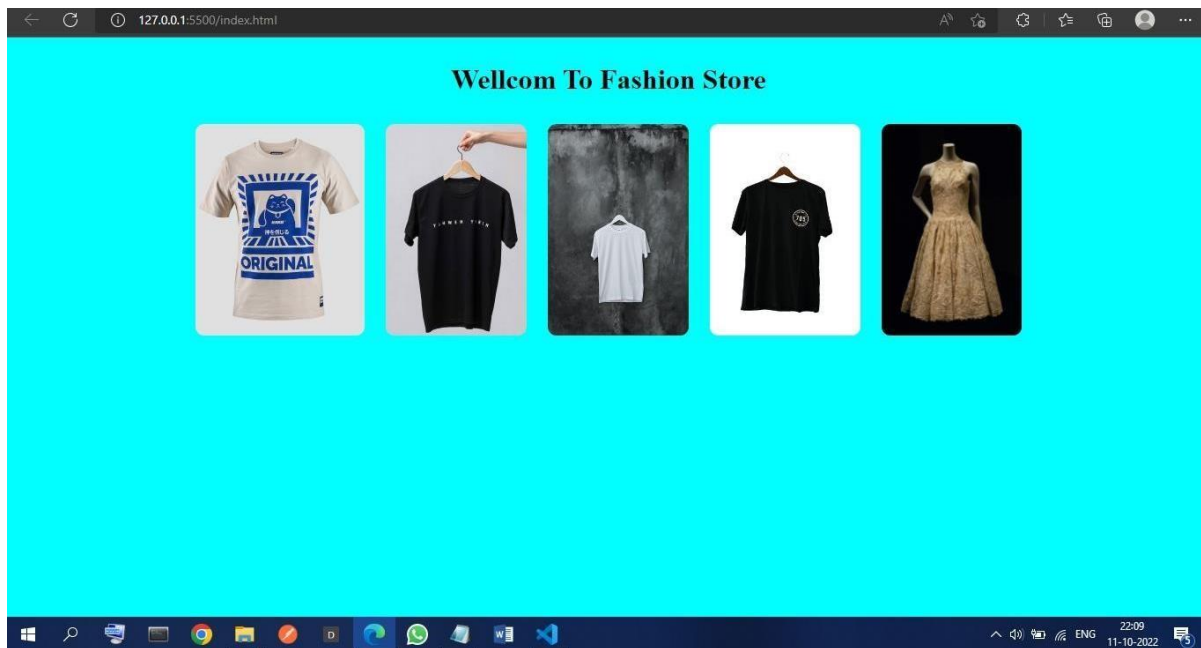 127.0.0.1:5500/index.html
Wellcom To Fashion Store
ORIGINAL
ENG
22:09
11-10-2022